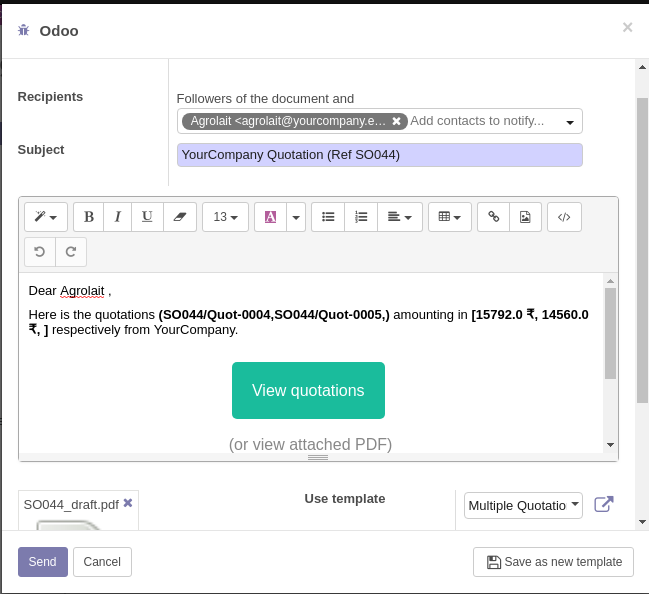 Odoo
×
Recipients
Followers of the document and
Agrolait <agrolait@yourcompany.e... ✖ Add contacts to notify...
Subject
YourCompany Quotation (Ref SO044)
B I U 13 A </>
Dear Agrolait ,
Here is the quotations (SO044/Quot-0004,SO044/Quot-0005,) amounting in [15792.0 ₹, 14560.0
₹, ] respectively from YourCompany.
View quotations
(or view attached PDF)
SO044_draft.pdf ✖
Use template
Multiple Quotatio
Send
Cancel
Save as new template